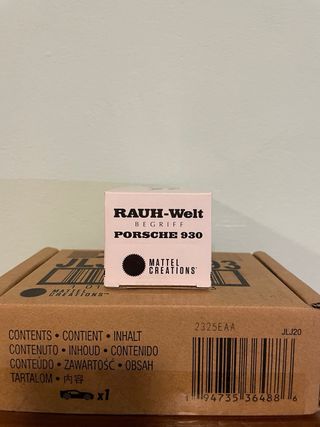 RAUH-Welt
BEGRIFF
PORSCHE 930
MATTEL
CREATIONS
CONTENTS • CONTIENT • INHALT
CONTENUTO • INHOUD • CONTENIDO
CONTEÚDO • ZAWARTOŚĆ • OBSAH
TARTALOM • 内容
x1
2325EAA
JLJ20
1 94735 36488 6